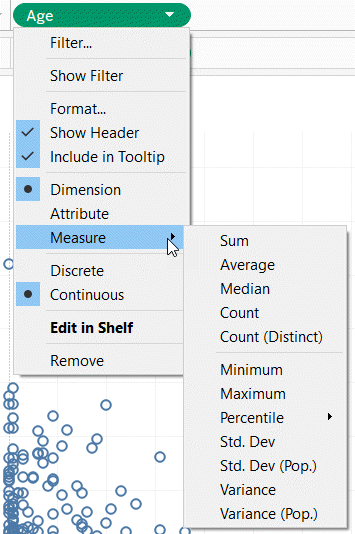 Age
Filter...
Show Filter
Format...
Show Header
Include in Tooltip
Dimension
Attribute
Measure
Discrete
Continuous
Edit in Shelf
Remove
Sum
Average
Median
Count
Count (Distinct)
Minimum
Maximum
Percentile
Std. Dev
Std. Dev (Pop.)
Variance
Variance (Pop.)